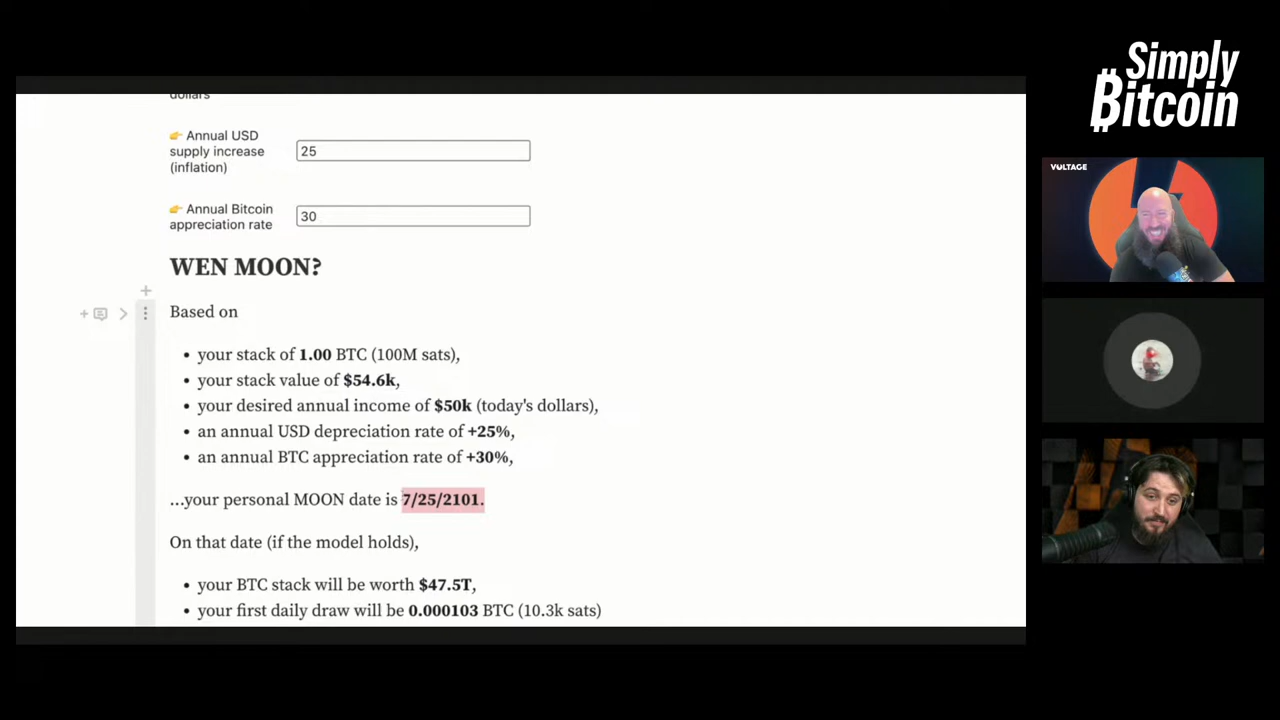 Simply
Bitcoin
dollars
👉 Annual USD
supply increase
(inflation)
25
👉 Annual Bitcoin
appreciation rate
30
WEN MOON?
Based on
• your stack of 1.00 BTC (100M sats),
• your stack value of $54.6k,
• your desired annual income of $50k (today's dollars),
• an annual USD depreciation rate of +25%,
• an annual BTC appreciation rate of +30%,
…your personal MOON date is 7/25/2101.
On that date (if the model holds),
• your BTC stack will be worth $47.5T,
• your first daily draw will be 0.000103 BTC (10.3k sats)
VOLTAGE